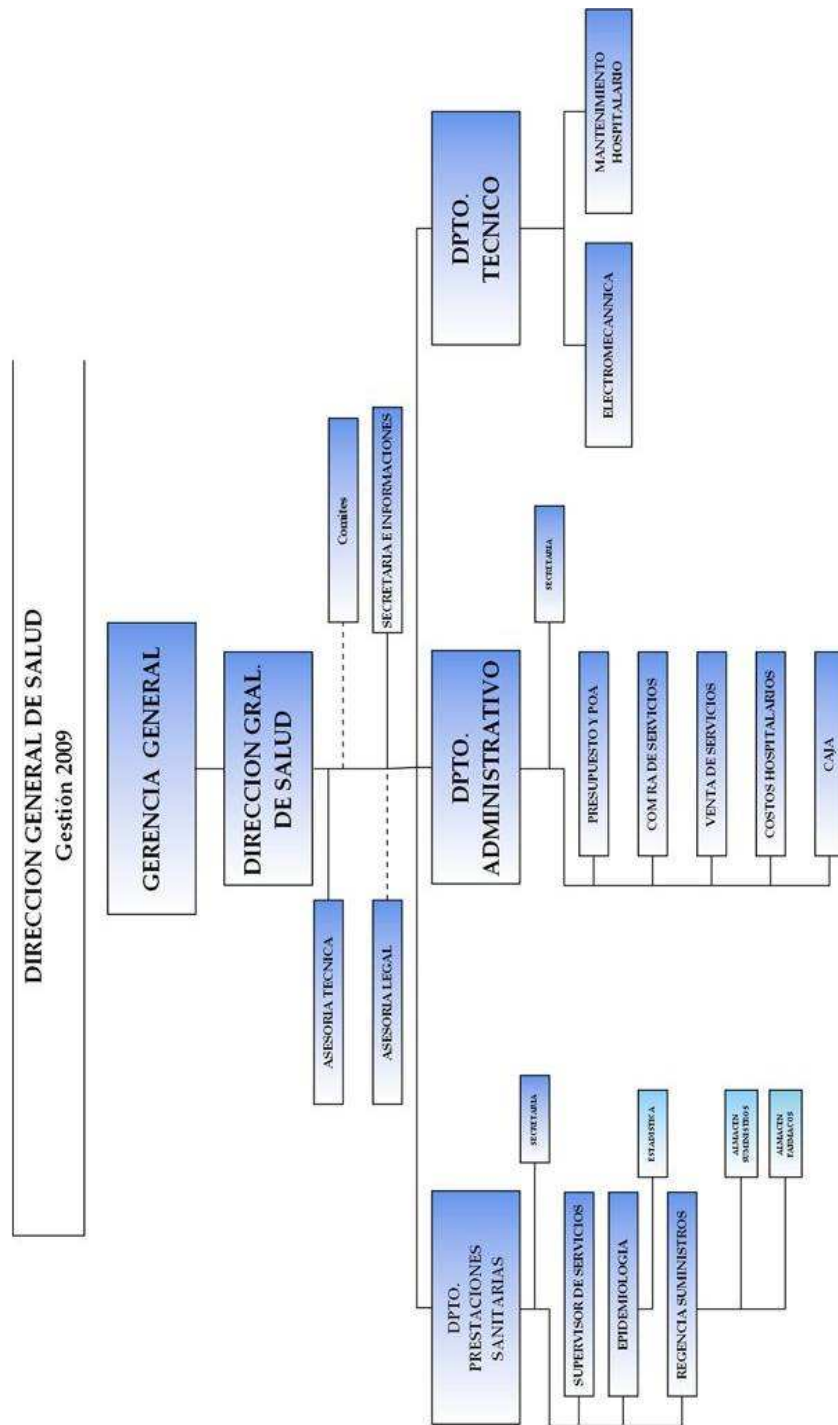 DIRECCION GENERAL DE SALUD
Gestión 2009
GERENCIA GENERAL
DIRECCION GRAL.
DE SALUD
ASESORIA TECNICA
Comites
ASESORIA LEGAL
SECRETARIA E INFORMACIONES
DPTO.
PRESTACIONES
SANITARIAS
SECRETARIA
SUPERVISOR DE SERVICIOS
EPIDEMIOLOGIA
ESTADISTICA
REGENCIA SUMINISTROS
ALMACEN
SUMINISTROS
ALMACEN
FARMACOS
DPTO.
ADMINISTRATIVO
SECRETARIA
PRESUPUESTO Y POA
COM RA DE SERVICIOS
VENTA DE SERVICIOS
COSTOS HOSPITALARIOS
CAJA
DPTO.
TECNICO
ELECTROMECANNICA
MANTENIMIENTO
HOSPITALARIO